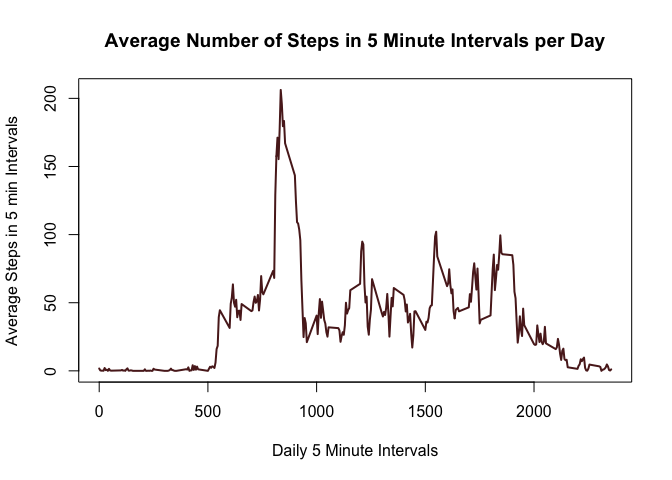 Average Number of Steps in 5 Minute Intervals per Day
Average Steps in 5 min Intervals
200
150
100
50
0
0 500 1000 1500 2000
Daily 5 Minute Intervals